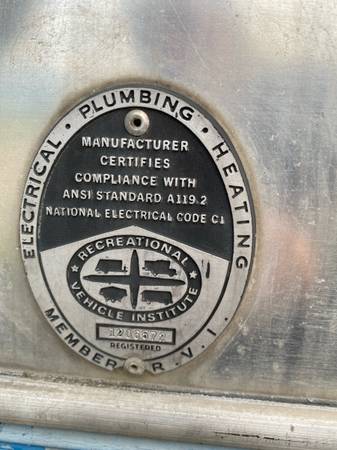 ELECTRICAL • PLUMBING • HEATING
MANUFACTURER
CERTIFIES
COMPLIANCE WITH
ANSI STANDARD A119.2
NATIONAL ELECTRICAL CODE C1
RECREATIONAL
VEHICLE INSTITUTE
REGISTERED
MEMBER R.V.I.